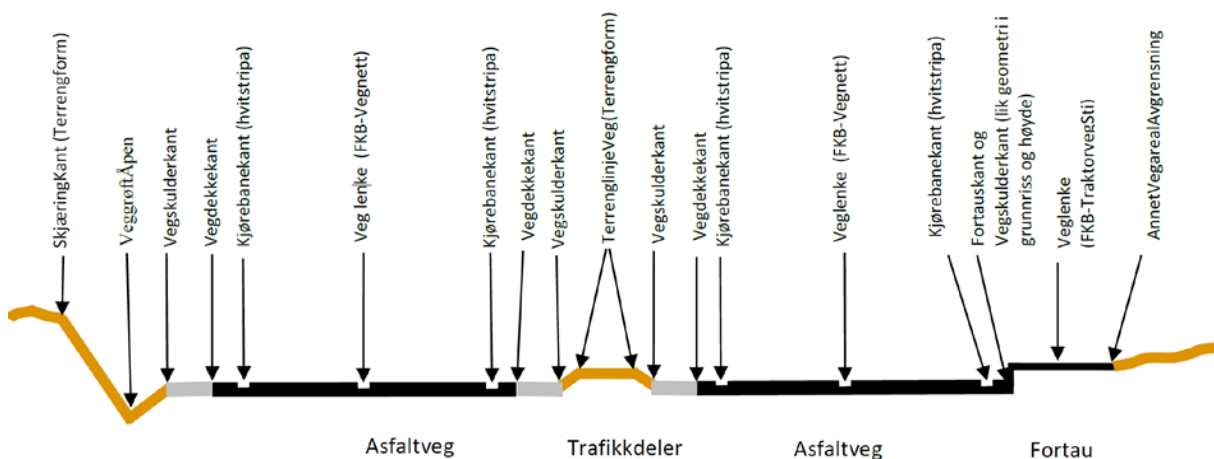 SkjæringKant (Terrengform)
VeggrøftÅpen
Vegskulderkant
Vegdekkekant
Kjørebanekant (hvitstripa)
Veg lenke (FKB-Vegnett)
Kjørebanekant (hvitstripa)
Vegdekkekant
Vegskulderkant
TerrenglinjeVeg(Terrengform)
Vegskulderkant
Vegdekkekant
Kjørebanekant (hvitstripa)
Veglenke (FKB-Vegnett)
Kjørebanekant (hvitstripa)
Fortauskant og
Vegskulderkant (lik geometri i
grunnriss og høyde)
Veglenke
(FKB-TraktorvegSti)
AnnetVegarealAvgrensning
Asfaltveg
Trafikkdeler
Asfaltveg
Fortau